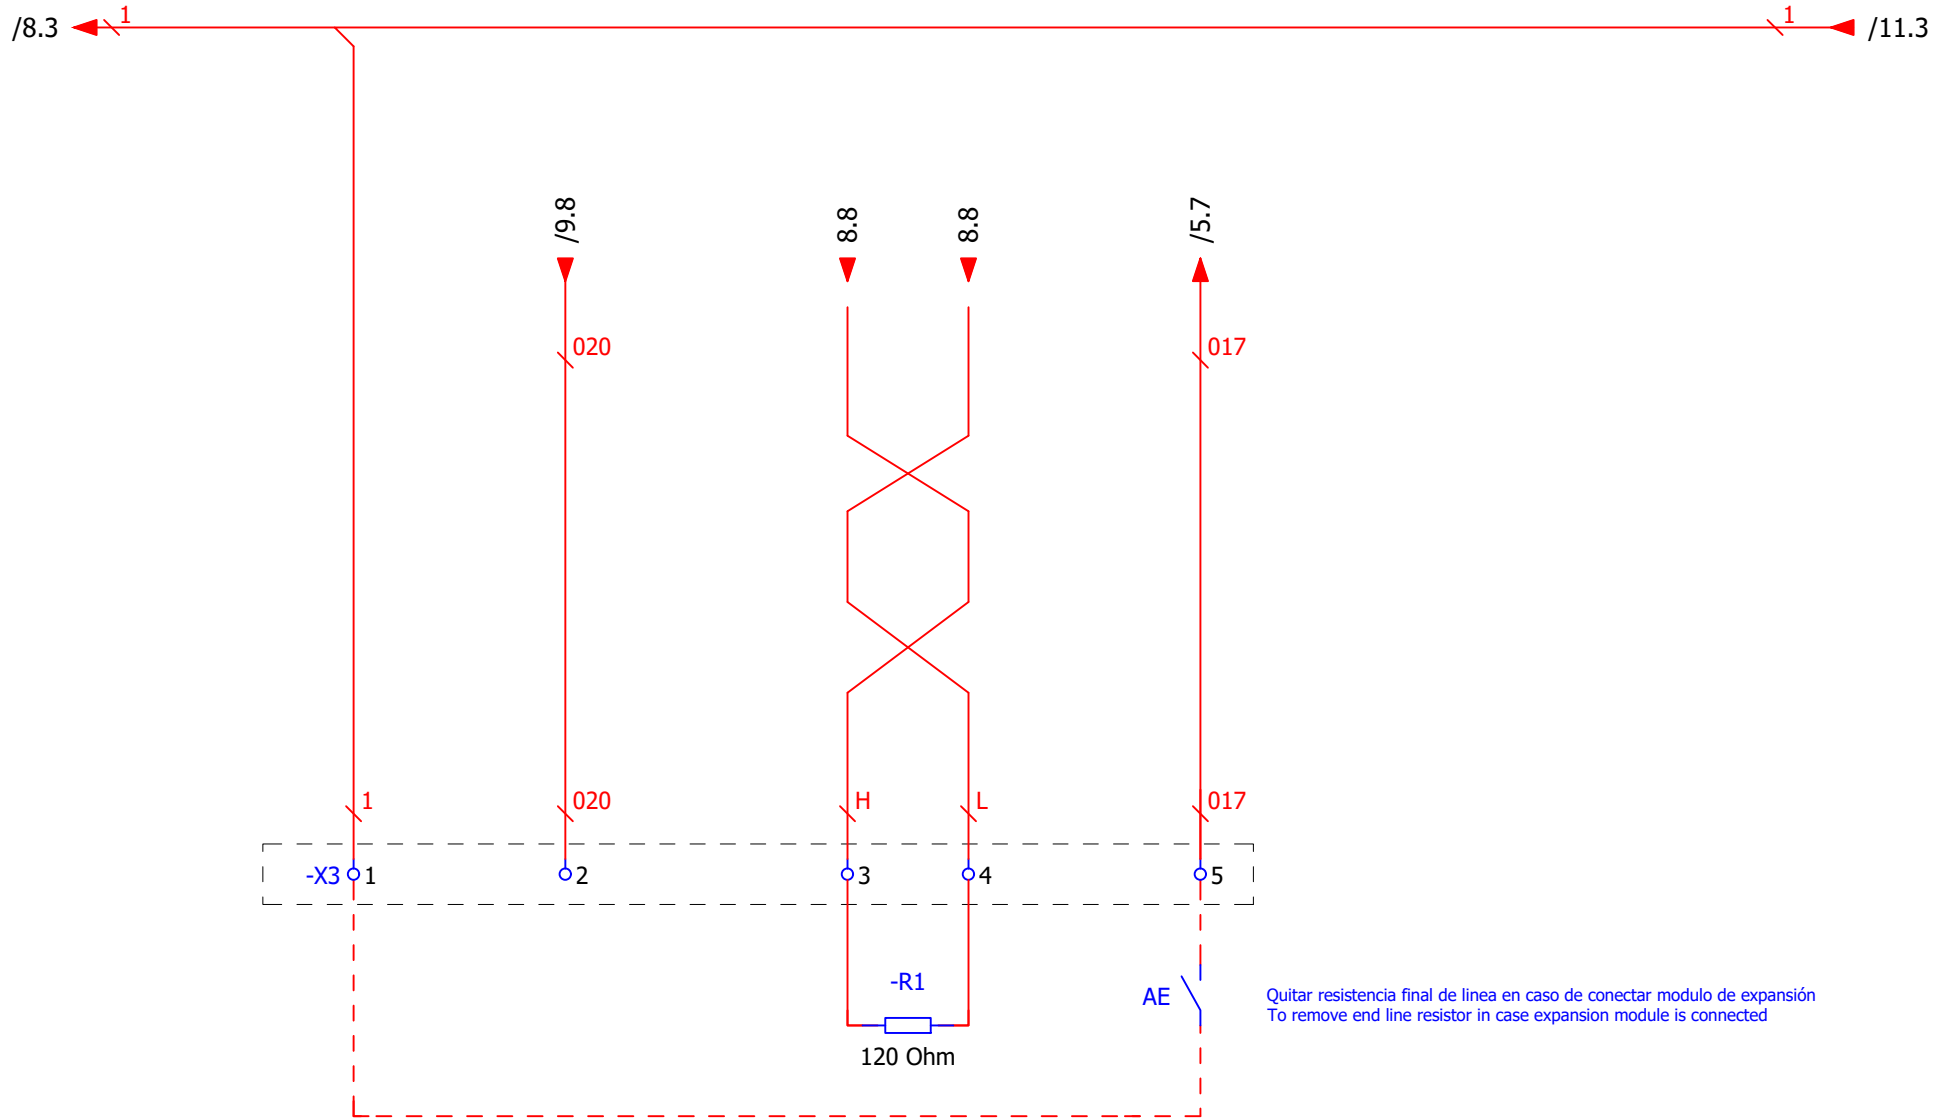 /8.3
1
1
/11.3
/9.8
8.8
8.8
/5.7
020
017
1
020
H
L
017
-X3
1
2
3
4
5
-R1
AE
Quitar resistencia final de linea en caso de conectar modulo de expansión
To remove end line resistor in case expansion module is connected
120 Ohm